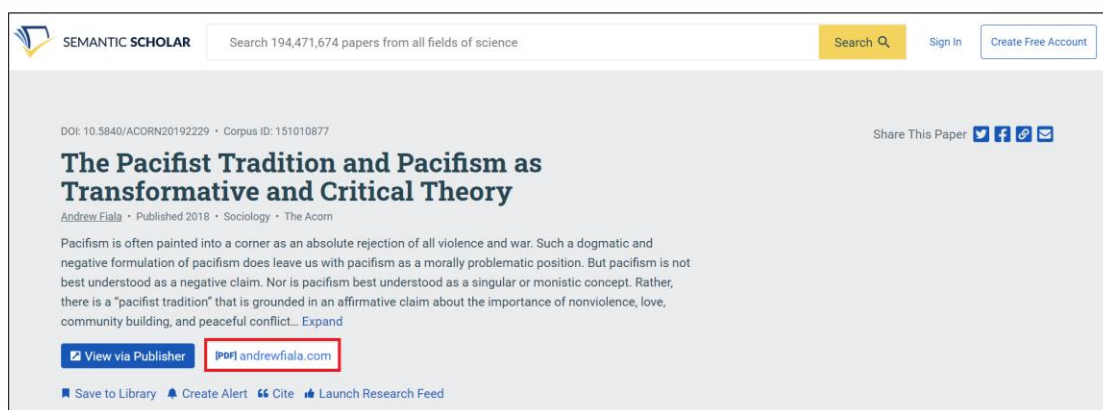 SEMANTIC SCHOLAR
Search 194,471,674 papers from all fields of science
Search
Sign In
Create Free Account
DOI: 10.5840/ACORN20192229 • Corpus ID: 151010877
Share This Paper
The Pacifist Tradition and Pacifism as
Transformative and Critical Theory
Andrew Fiala • Published 2018 • Sociology • The Acorn
Pacifism is often painted into a corner as an absolute rejection of all violence and war. Such a dogmatic and
negative formulation of pacifism does leave us with pacifism as a morally problematic position. But pacifism is not
best understood as a negative claim. Nor is pacifism best understood as a singular or monistic concept. Rather,
there is a “pacifist tradition” that is grounded in an affirmative claim about the importance of nonviolence, love,
community building, and peaceful conflict… Expand
View via Publisher
[PDF] andrewfiala.com
Save to Library Create Alert Cite Launch Research Feed